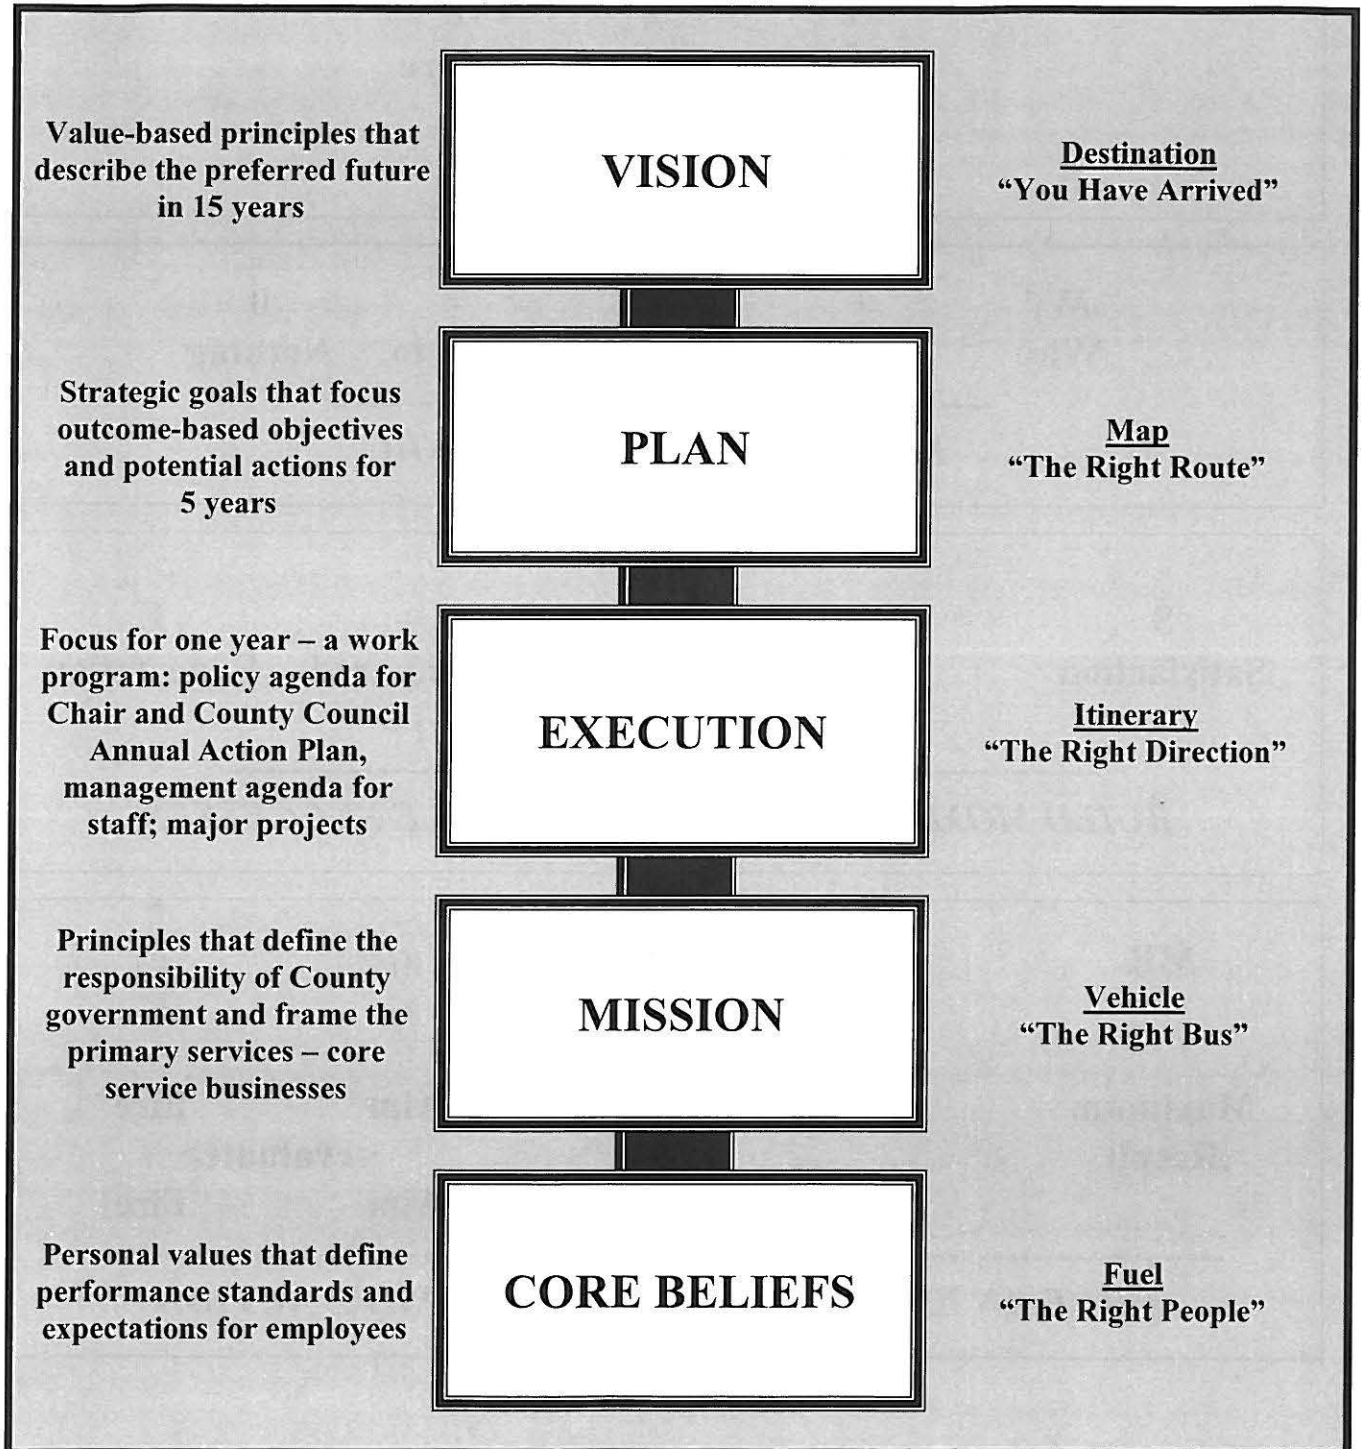 Value-based principles that
describe the preferred future
in 15 years
VISION
Destination
“You Have Arrived”
Strategic goals that focus
outcome-based objectives
and potential actions for
5 years
PLAN
Map
“The Right Route”
Focus for one year – a work
program: policy agenda for
Chair and County Council
Annual Action Plan,
management agenda for
staff; major projects
EXECUTION
Itinerary
“The Right Direction”
Principles that define the
responsibility of County
government and frame the
primary services – core
service businesses
MISSION
Vehicle
“The Right Bus”
Personal values that define
performance standards and
expectations for employees
CORE BELIEFS
Fuel
“The Right People”